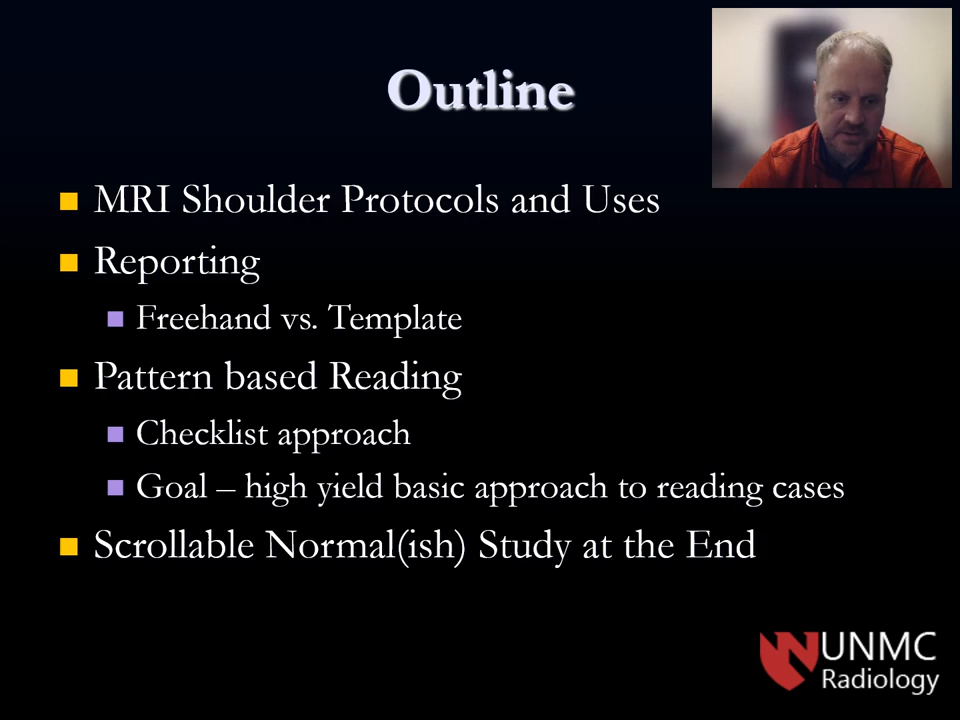 Outline
MRI Shoulder Protocols and Uses
Reporting
Freehand vs. Template
Pattern based Reading
Checklist approach
Goal – high yield basic approach to reading cases
Scrollable Normal(ish) Study at the End
UNMC
Radiology